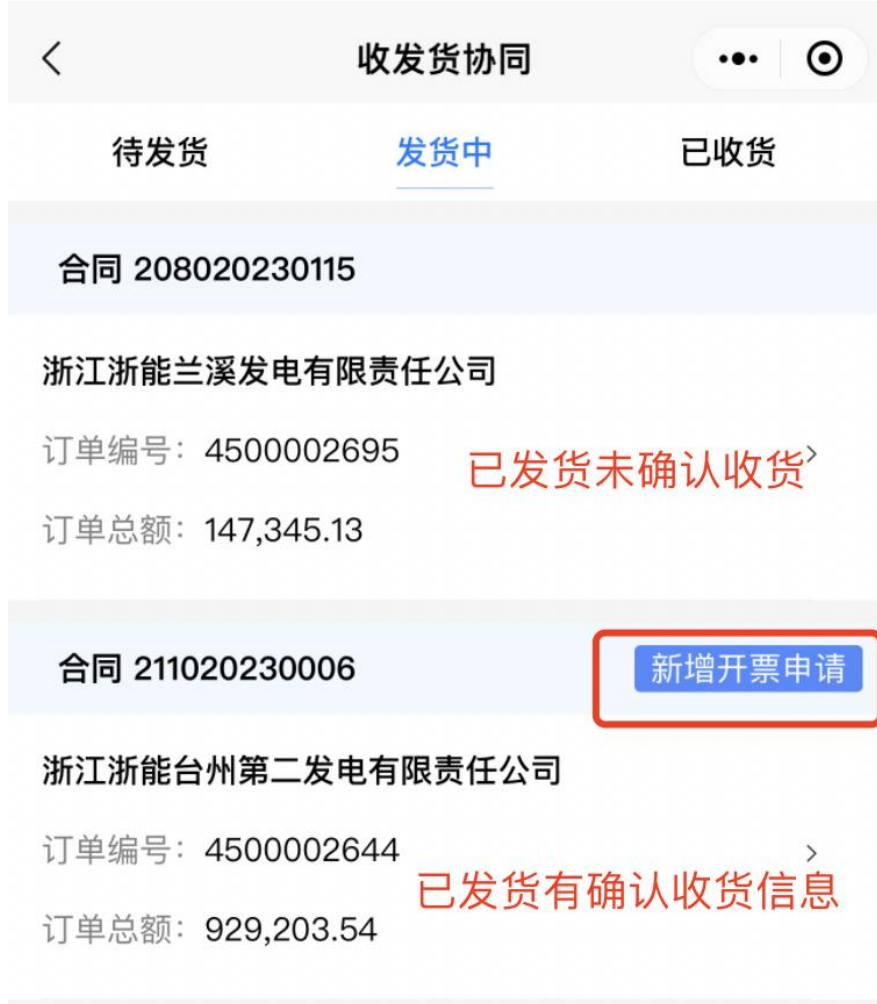 收发货协同
待发货 发货中 已收货
合同 208020230115
浙江浙能兰溪发电有限责任公司
订单编号：4500002695
已发货未确认收货
订单总额：147,345.13
合同 211020230006 新增开票申请
浙江浙能台州第二发电有限责任公司
订单编号：4500002644
已发货有确认收货信息
订单总额：929,203.54